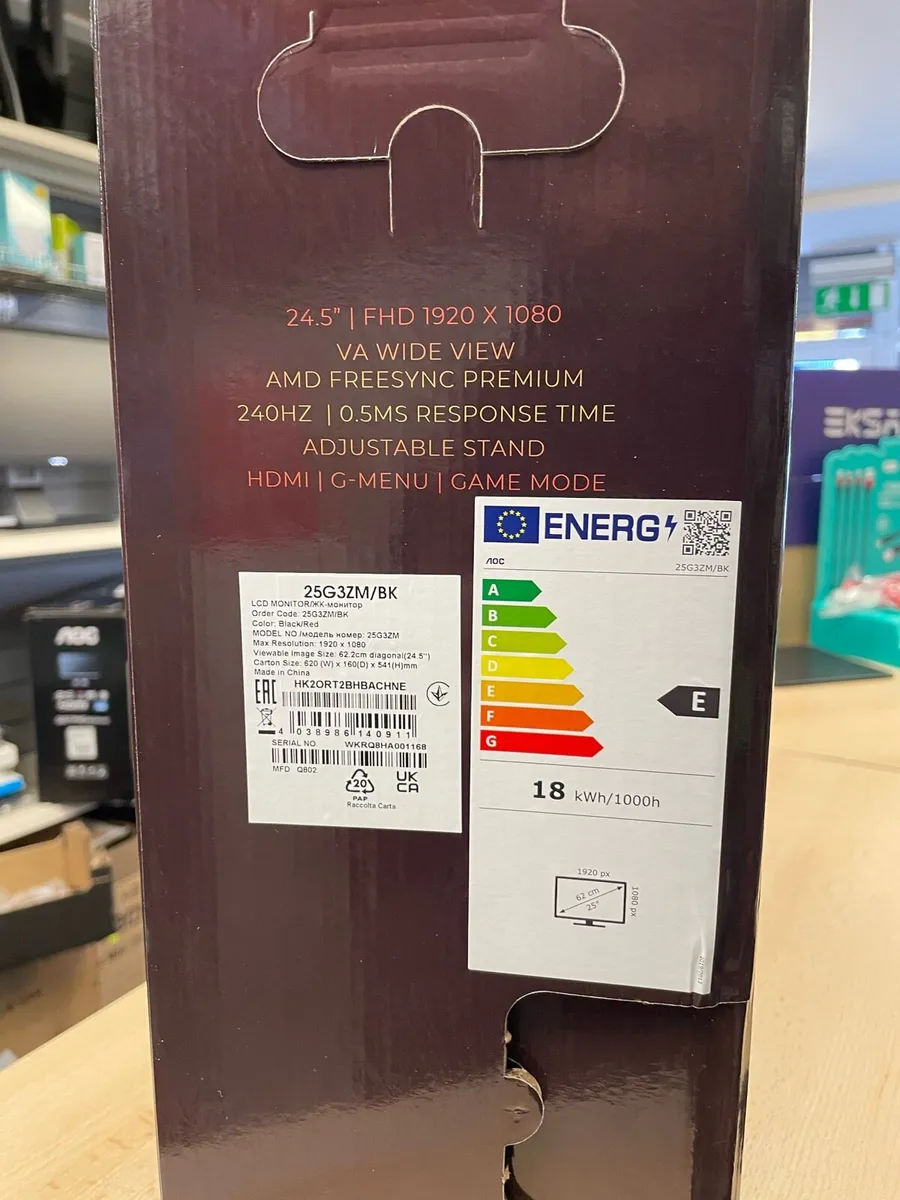 24.5” | FHD 1920 X 1080
VA WIDE VIEW
AMD FREESYNC PREMIUM
240HZ | 0.5MS RESPONSE TIME
ADJUSTABLE STAND
HDMI | G-MENU | GAME MODE
ENERG
AOC
25G3ZM/BK
A
B
C
D
E
F
G
E
18 kWh/1000h
1920 px
1080 px
62 cm
25"
25G3ZM/BK
LCD MONITOR/ЖК-монитор
Order Code: 25G3ZM/BK
Color: Black/Red
MODEL NO./модель номер: 25G3ZM
Max Resolution: 1920 x 1080
Viewable Image Size: 62.2cm diagonal(24.5")
Carton Size: 620 (W) x 160(D) x 541(H)mm
Made in China
EAC
HK2ORT2BHBACHNE
4 038986 140911
SERIAL NO. WKRQ8HA001168
MFD QB02
20
PAP
Raccolta Carta
UK
CA
AOC
EKSA